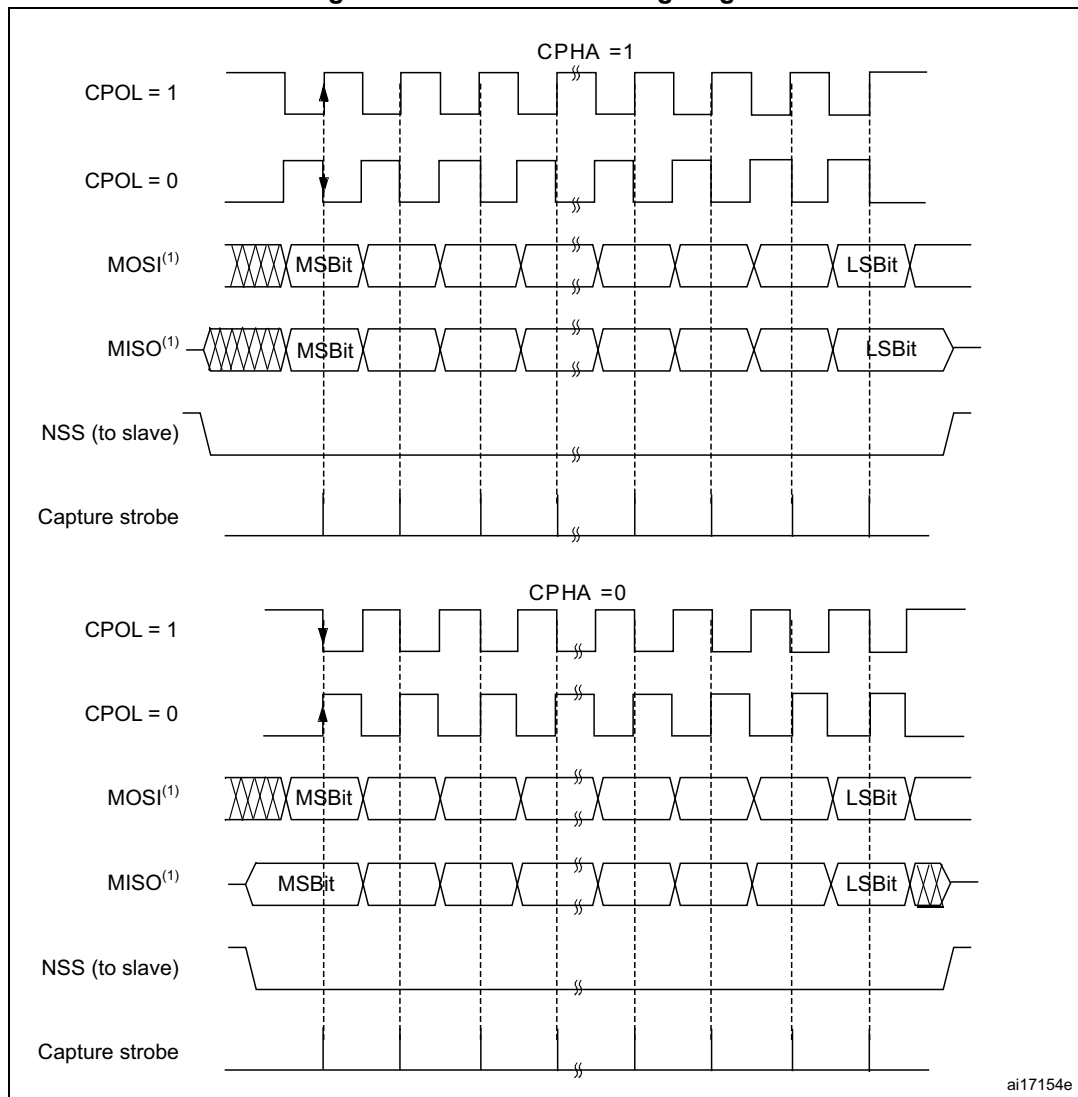 CPHA =1
CPOL = 1
CPOL = 0
MOSI(1)
MSBit
LSBit
MISO(1)
MSBit
LSBit
NSS (to slave)
Capture strobe
CPHA =0
CPOL = 1
CPOL = 0
MOSI(1)
MSBit
LSBit
MISO(1)
MSBit
LSBit
NSS (to slave)
Capture strobe
ai17154e